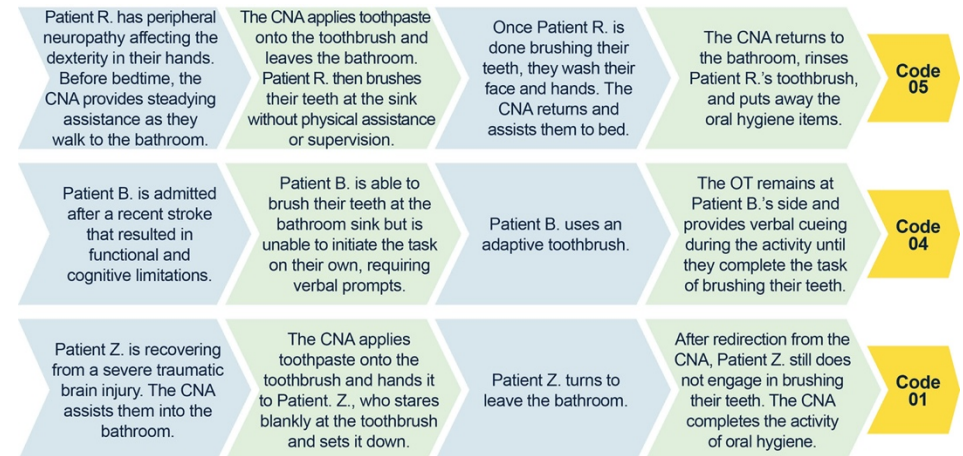 Patient R. has peripheral
neuropathy affecting the
dexterity in their hands.
Before bedtime, the
CNA provides steadying
assistance as they
walk to the bathroom.
The CNA applies toothpaste
onto the toothbrush and
leaves the bathroom.
Patient R. then brushes
their teeth at the sink
without physical assistance
or supervision.
Once Patient R. is
done brushing their
teeth, they wash their
face and hands. The
CNA returns and
assists them to bed.
The CNA returns to
the bathroom, rinses
Patient R.'s toothbrush,
and puts away the
oral hygiene items.
Code
05
Patient B. is admitted
after a recent stroke
that resulted in
functional and
cognitive limitations.
Patient B. is able to
brush their teeth at the
bathroom sink but is
unable to initiate the task
on their own, requiring
verbal prompts.
Patient B. uses an
adaptive toothbrush.
The OT remains at
Patient B.'s side and
provides verbal cueing
during the activity until
they complete the task
of brushing their teeth.
Code
04
Patient Z. is recovering
from a severe traumatic
brain injury. The CNA
assists them into the
bathroom.
The CNA applies
toothpaste onto the
toothbrush and hands it
to Patient. Z., who stares
blankly at the toothbrush
and sets it down.
Patient Z. turns to
leave the bathroom.
After redirection from the
CNA, Patient Z. still does
not engage in brushing
their teeth. The CNA
completes the activity
of oral hygiene.
Code
01